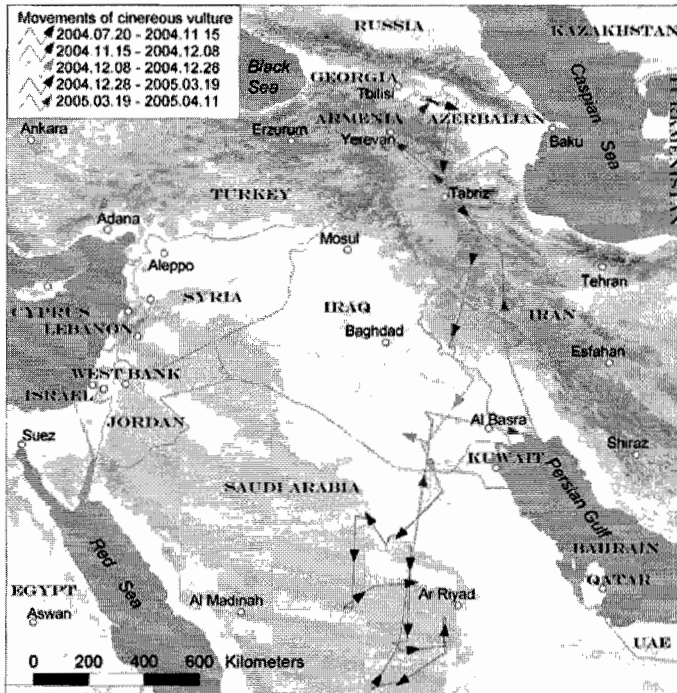 Movements of cinereous vulture
2004.07.20 - 2004.11 15
2004.11.15 - 2004.12.08
2004.12.08 - 2004.12.28
2004.12.28 - 2005.03.19
2005.03.19 - 2005.04.11
RUSSIA
KAZAKHSTAN
Black
Sea
GEORGIA
Tbilisi
Caspian Sea
TURKMENISTAN
Ankara
Erzurum
ARMENIA
AZERBAIJAN
Yerevan
Baku
TURKEY
Tabriz
Adana
Aleppo
Mosul
Tehran
CYPRUS
SYRIA
LEBANON
IRAQ
IRAN
Baghdad
Esfahan
WEST BANK
ISRAEL
JORDAN
Suez
Al Basra
Shiraz
KUWAIT
Persian Gulf
SAUDI ARABIA
Red Sea
BAHRAIN
QATAR
EGYPT
Aswan
Al Madinah
Ar Riyad
UAE
0 200 400 600 Kilometers